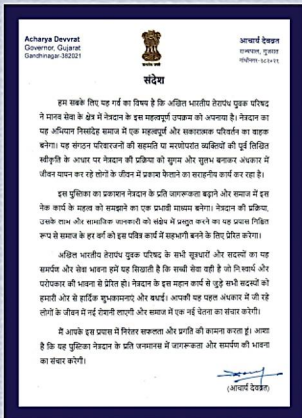 Acharya Devvrat
Governor, Gujarat
Gandhinagar-382021
आचार्य देवव्रत
राज्यपाल, गुजरात
गांधीनगर-३८२०२१
संदेश
हम सबके लिए यह गर्व का विषय है कि अखिल भारतीय तेरापंथ युवक परिषद
ने मानव सेवा के क्षेत्र में नेत्रदान के इस महत्वपूर्ण उपक्रम को अपनाया है। नेत्रदान का
यह अभियान निस्संदेह समाज में एक महत्वपूर्ण और सकारात्मक परिवर्तन का वाहक
बनेगा। यह संगठन परिवारजनों की सहमति या मरणोपरांत व्यक्तियों की पूर्व लिखित
स्वीकृति के आधार पर नेत्रदान की प्रक्रिया को सुगम और सुलभ बनाकर अंधकार में
जीवन यापन कर रहे लोगों के जीवन में प्रकाश फैलाने का सराहनीय कार्य कर रहा है।
इस पुस्तिका का प्रकाशन नेत्रदान के प्रति जागरूकता बढ़ाने और समाज में इस
नेक कार्य के महत्व को समझाने का एक प्रभावी माध्यम बनेगा। नेत्रदान की प्रक्रिया,
उसके लाभ और सामाजिक जानकारी को संक्षेप में प्रस्तुत करने का यह प्रयास निश्चित
रूप से समाज के हर वर्ग को इस पवित्र कार्य में सहभागी बनने के लिए प्रेरित करेगा।
अखिल भारतीय तेरापंथ युवक परिषद के सभी सूत्रधारों और सदस्यों का यह
समर्पण और सेवा भावना हमें यह सिखाती है कि सच्ची सेवा वही है जो निःस्वार्थ और
परोपकार की भावना से प्रेरित हो। नेत्रदान के इस महान कार्य से जुड़े सभी सदस्यों को
हमारी ओर से हार्दिक शुभकामनाएं और बधाई। आपकी यह पहल अंधकार में जी रहे
लोगों के जीवन में नई रोशनी लाएगी और समाज में एक नई चेतना का संचार करेगी।
मैं आपके इस प्रयास में निरंतर सफलता और प्रगति की कामना करता हूं। आशा
है कि यह पुस्तिका नेत्रदान के प्रति जनमानस में जागरूकता और समर्पण की भावना
का संचार करेगी।
(आचार्य देवव्रत)